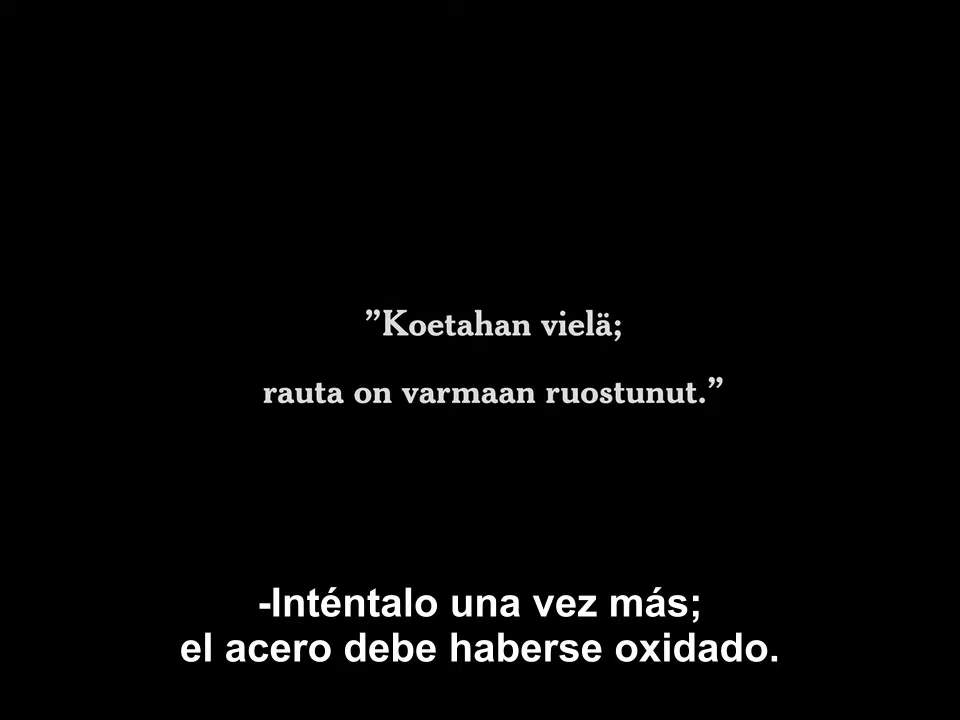 ”Koetahan vielä;
rauta on varmaan ruostunut.”
-Inténtalo una vez más;
el acero debe haberse oxidado.